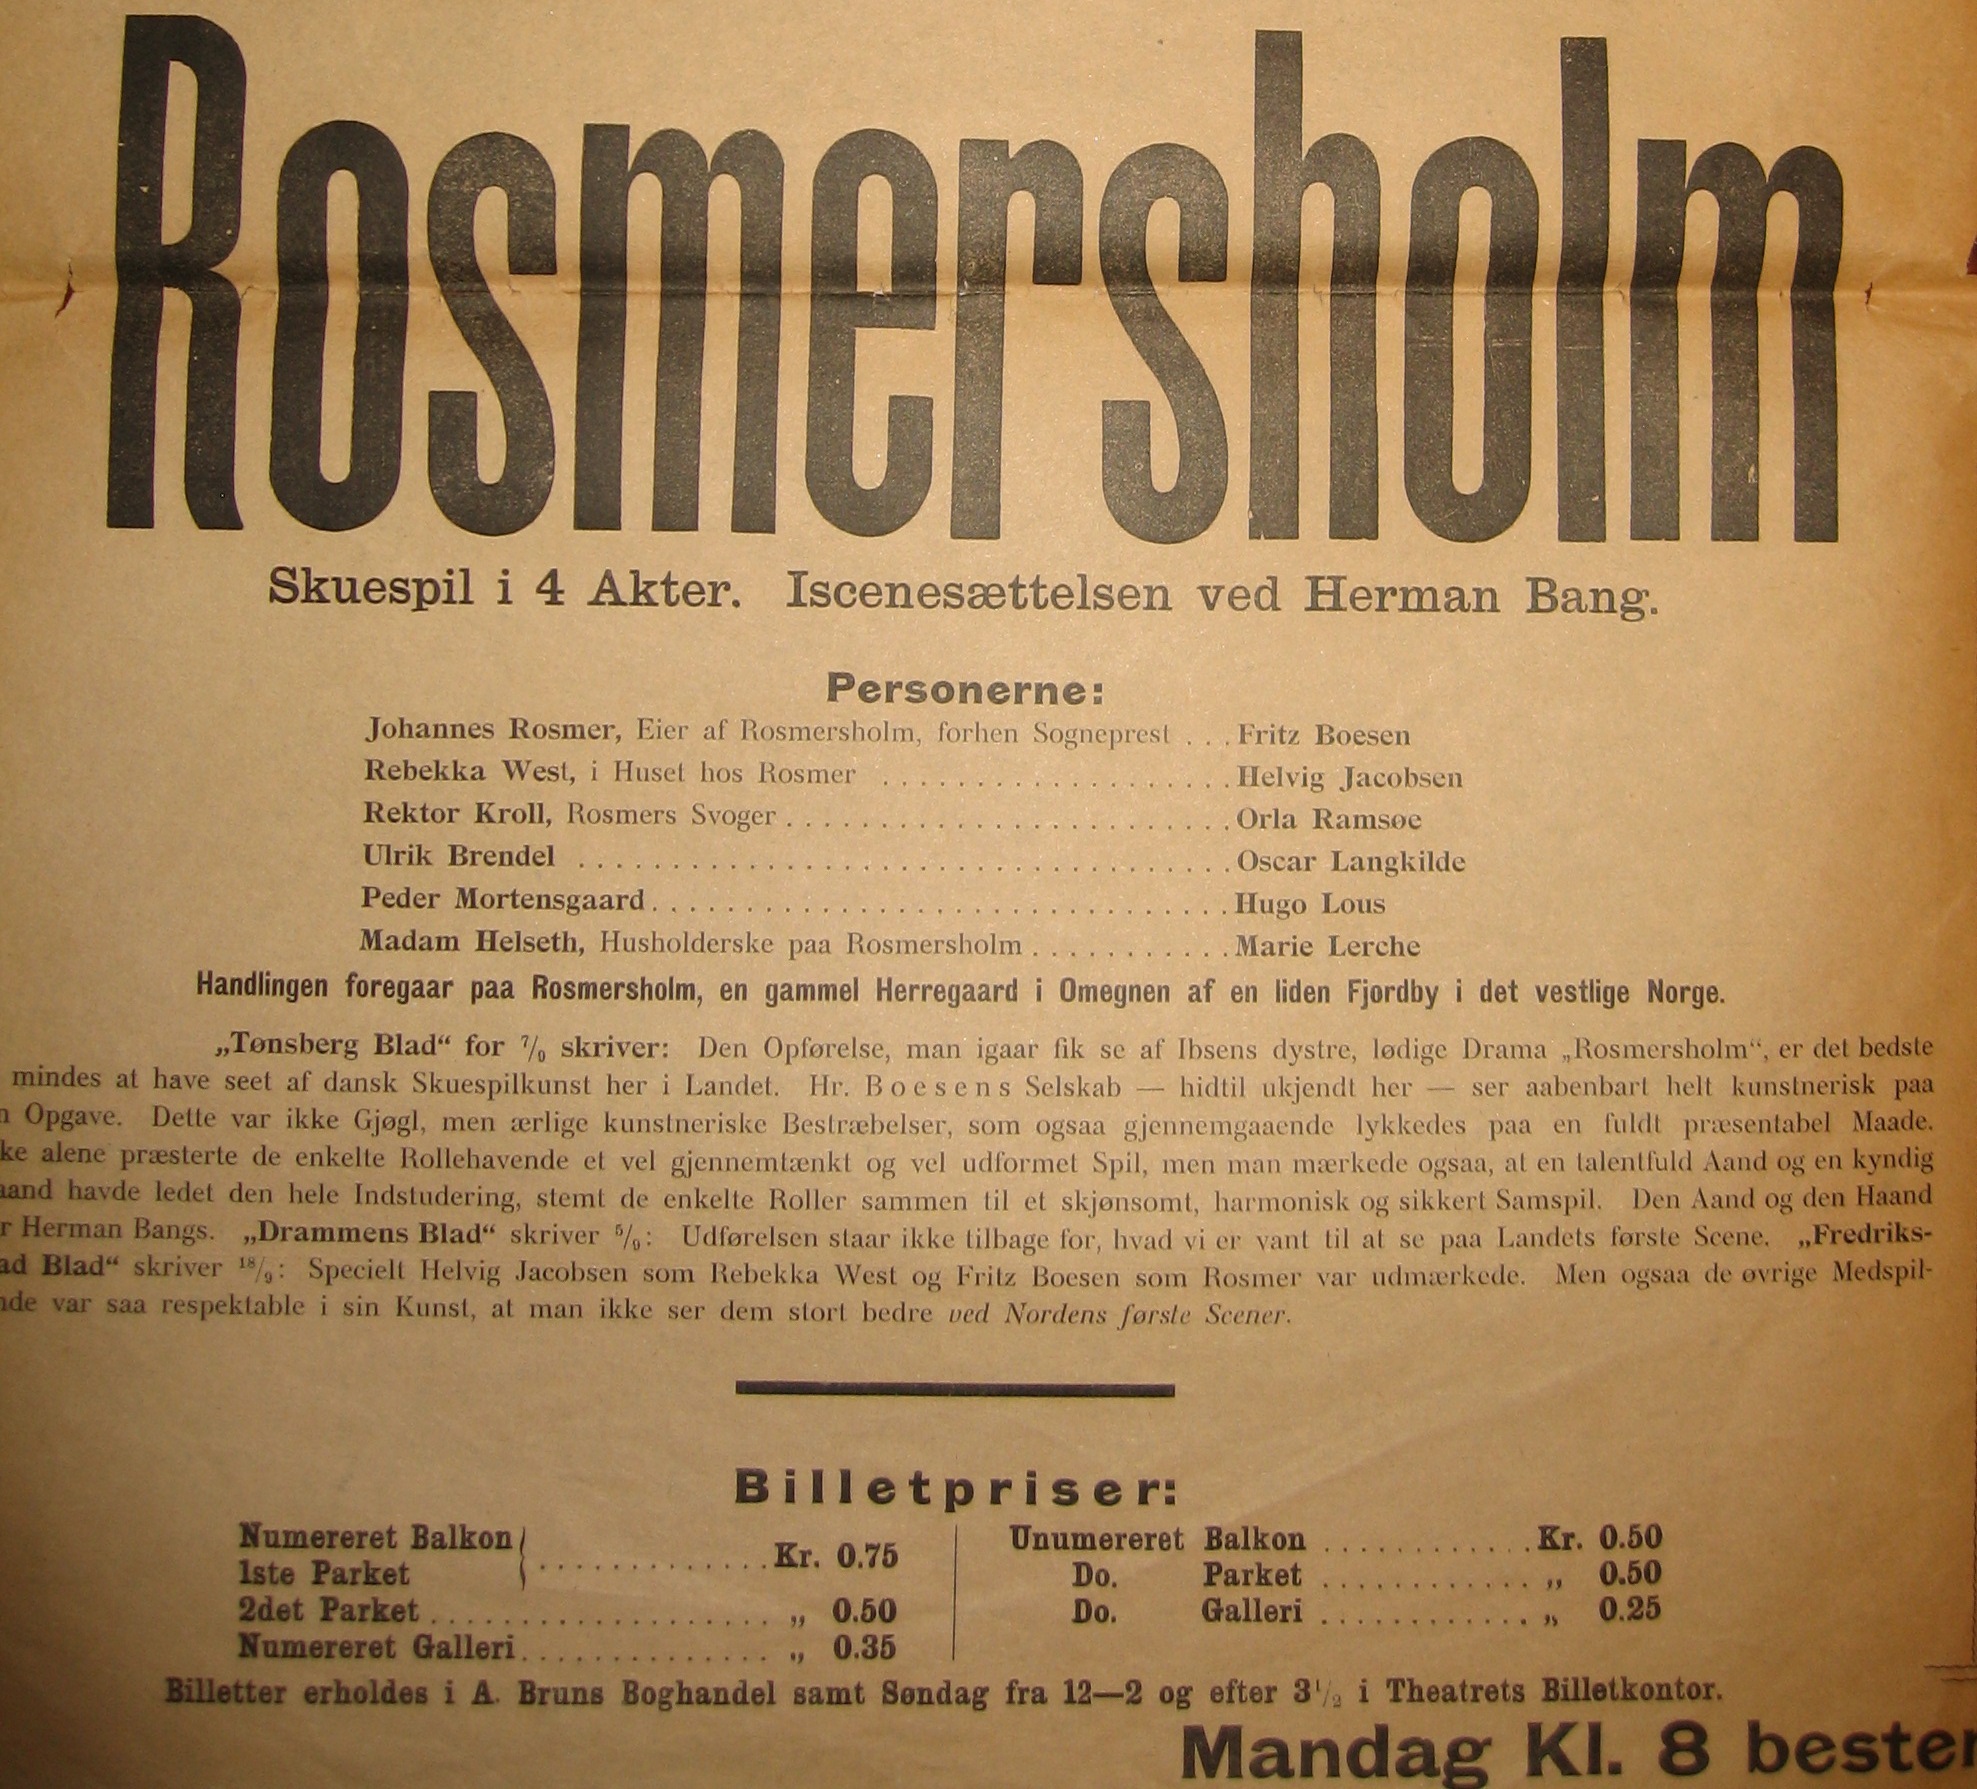 Rosmersholm
Skuespil i 4 Akter. Iscenesættelsen ved Herman Bang.
Personerne:
Johannes Rosmer, Eier af Rosmersholm, forhen Sogneprest . . . Fritz Boesen
Rebekka West, i Huset hos Rosmer . . . . . . . . . . . . . . . . . . . Helvig Jacobsen
Rektor Kroll, Rosmers Svoger . . . . . . . . . . . . . . . . . . . . . . . . Orla Ramsøe
Ulrik Brendel . . . . . . . . . . . . . . . . . . . . . . . . . . . . . . . . . . . Oscar Langkilde
Peder Mortensgaard . . . . . . . . . . . . . . . . . . . . . . . . . . . . . . . Hugo Lous
Madam Helseth, Husholderske paa Rosmersholm . . . . . . . . . . . Marie Lerche
Handlingen foregaar paa Rosmersholm, en gammel Herregaard i Omegnen af en liden Fjordby i det vestlige Norge.
„Tønsberg Blad“ for 7/9 skriver: Den Opførelse, man igaar fik se af Ibsens dystre, lødige Drama „Rosmersholm“, er det bedste
mindes at have seet af dansk Skuespilkunst her i Landet. Hr. Boesens Selskab — hidtil ukjendt her — ser aabenbart helt kunstnerisk paa
n Opgave. Dette var ikke Gjøgl, men ærlige kunstneriske Bestræbelser, som ogsaa gjennemgaaende lykkedes paa en fuldt præsentabel Maade.
ke alene præsterte de enkelte Rollehavende et vel gjennemtænkt og vel udformet Spil, men man mærkede ogsaa, at en talentfuld Aand og en kyndig
aand havde ledet den hele Indstudering, stemt de enkelte Roller sammen til et skjønsomt, harmonisk og sikkert Samspil. Den Aand og den Haand
r Herman Bangs. „Drammens Blad“ skriver 5/9: Udførelsen staar ikke tilbage for, hvad vi er vant til at se paa Landets første Scene. „Fredriks-
ad Blad“ skriver 18/9: Specielt Helvig Jacobsen som Rebekka West og Fritz Boesen som Rosmer var udmærkede. Men ogsaa de øvrige Medspil-
nde var saa respektable i sin Kunst, at man ikke ser dem stort bedre ved Nordens første Scener.
Billetpriser:
Numereret Balkon
1ste Parket } . . . . . . . . . . . . Kr. 0.75
2det Parket . . . . . . . . . . . . . . . . . . „ 0.50
Numereret Galleri . . . . . . . . . . . . . . „ 0.35
Unumereret Balkon . . . . . . . . . . . Kr. 0.50
Do. Parket . . . . . . . . . . . „ 0.50
Do. Galleri . . . . . . . . . . . „ 0.25
Billetter erholdes i A. Bruns Boghandel samt Søndag fra 12—2 og efter 3 1/2 i Theatrets Billetkontor.
Mandag Kl. 8 bester